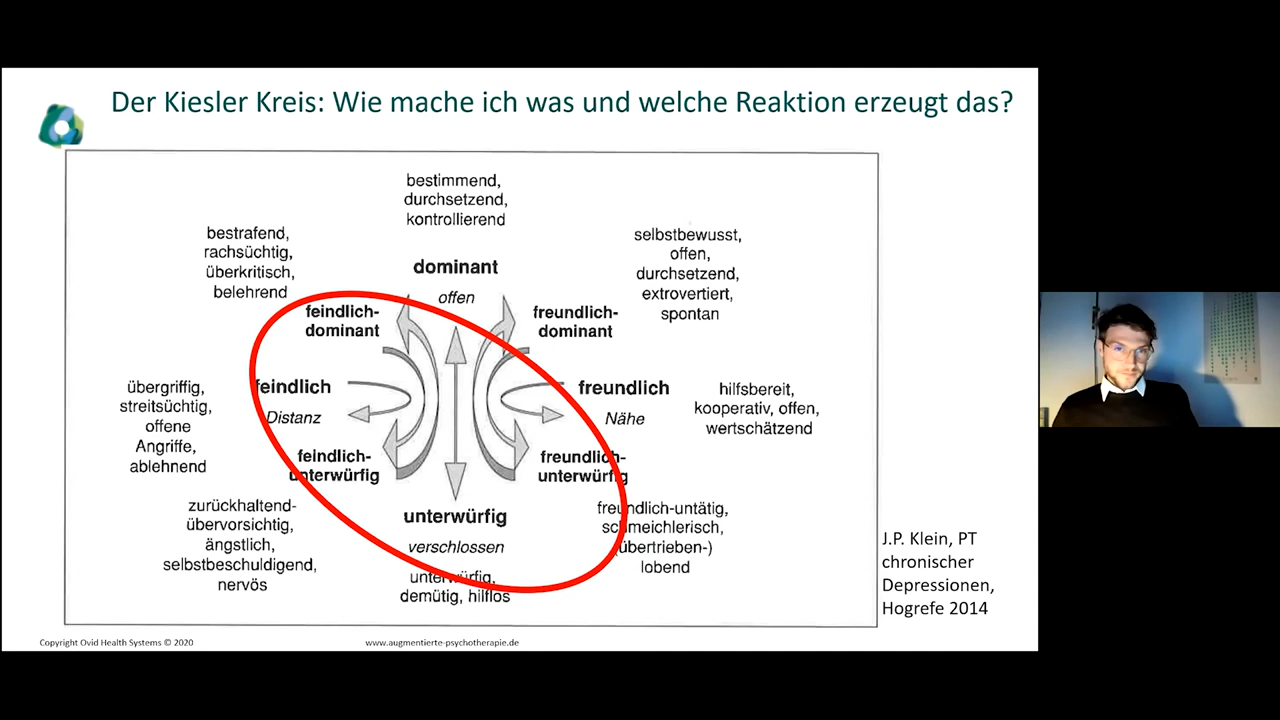 Der Kiesler Kreis: Wie mache ich was und welche Reaktion erzeugt das?
bestimmend,
durchsetzend,
kontrollierend
bestrafend,
rachsüchtig,
überkritisch,
belehrend
selbstbewusst,
offen,
durchsetzend,
extrovertiert,
spontan
dominant
offen
feindlich-
dominant
freundlich-
dominant
übergriffig,
streitsüchtig,
offene
Angriffe,
ablehnend
feindlich
Distanz
freundlich
Nähe
hilfsbereit,
kooperativ, offen,
wertschätzend
feindlich-
unterwürfig
freundlich-
unterwürfig
zurückhaltend-
übervorsichtig,
ängstlich,
selbstbeschuldigend,
nervös
unterwürfig
verschlossen
unterwürfig,
demütig, hilflos
freundlich-untätig,
schmeichlerisch,
(übertrieben-)
lobend
J.P. Klein, PT
chronischer
Depressionen,
Hogrefe 2014
Copyright Ovid Health Systems © 2020
www.augmentierte-psychotherapie.de